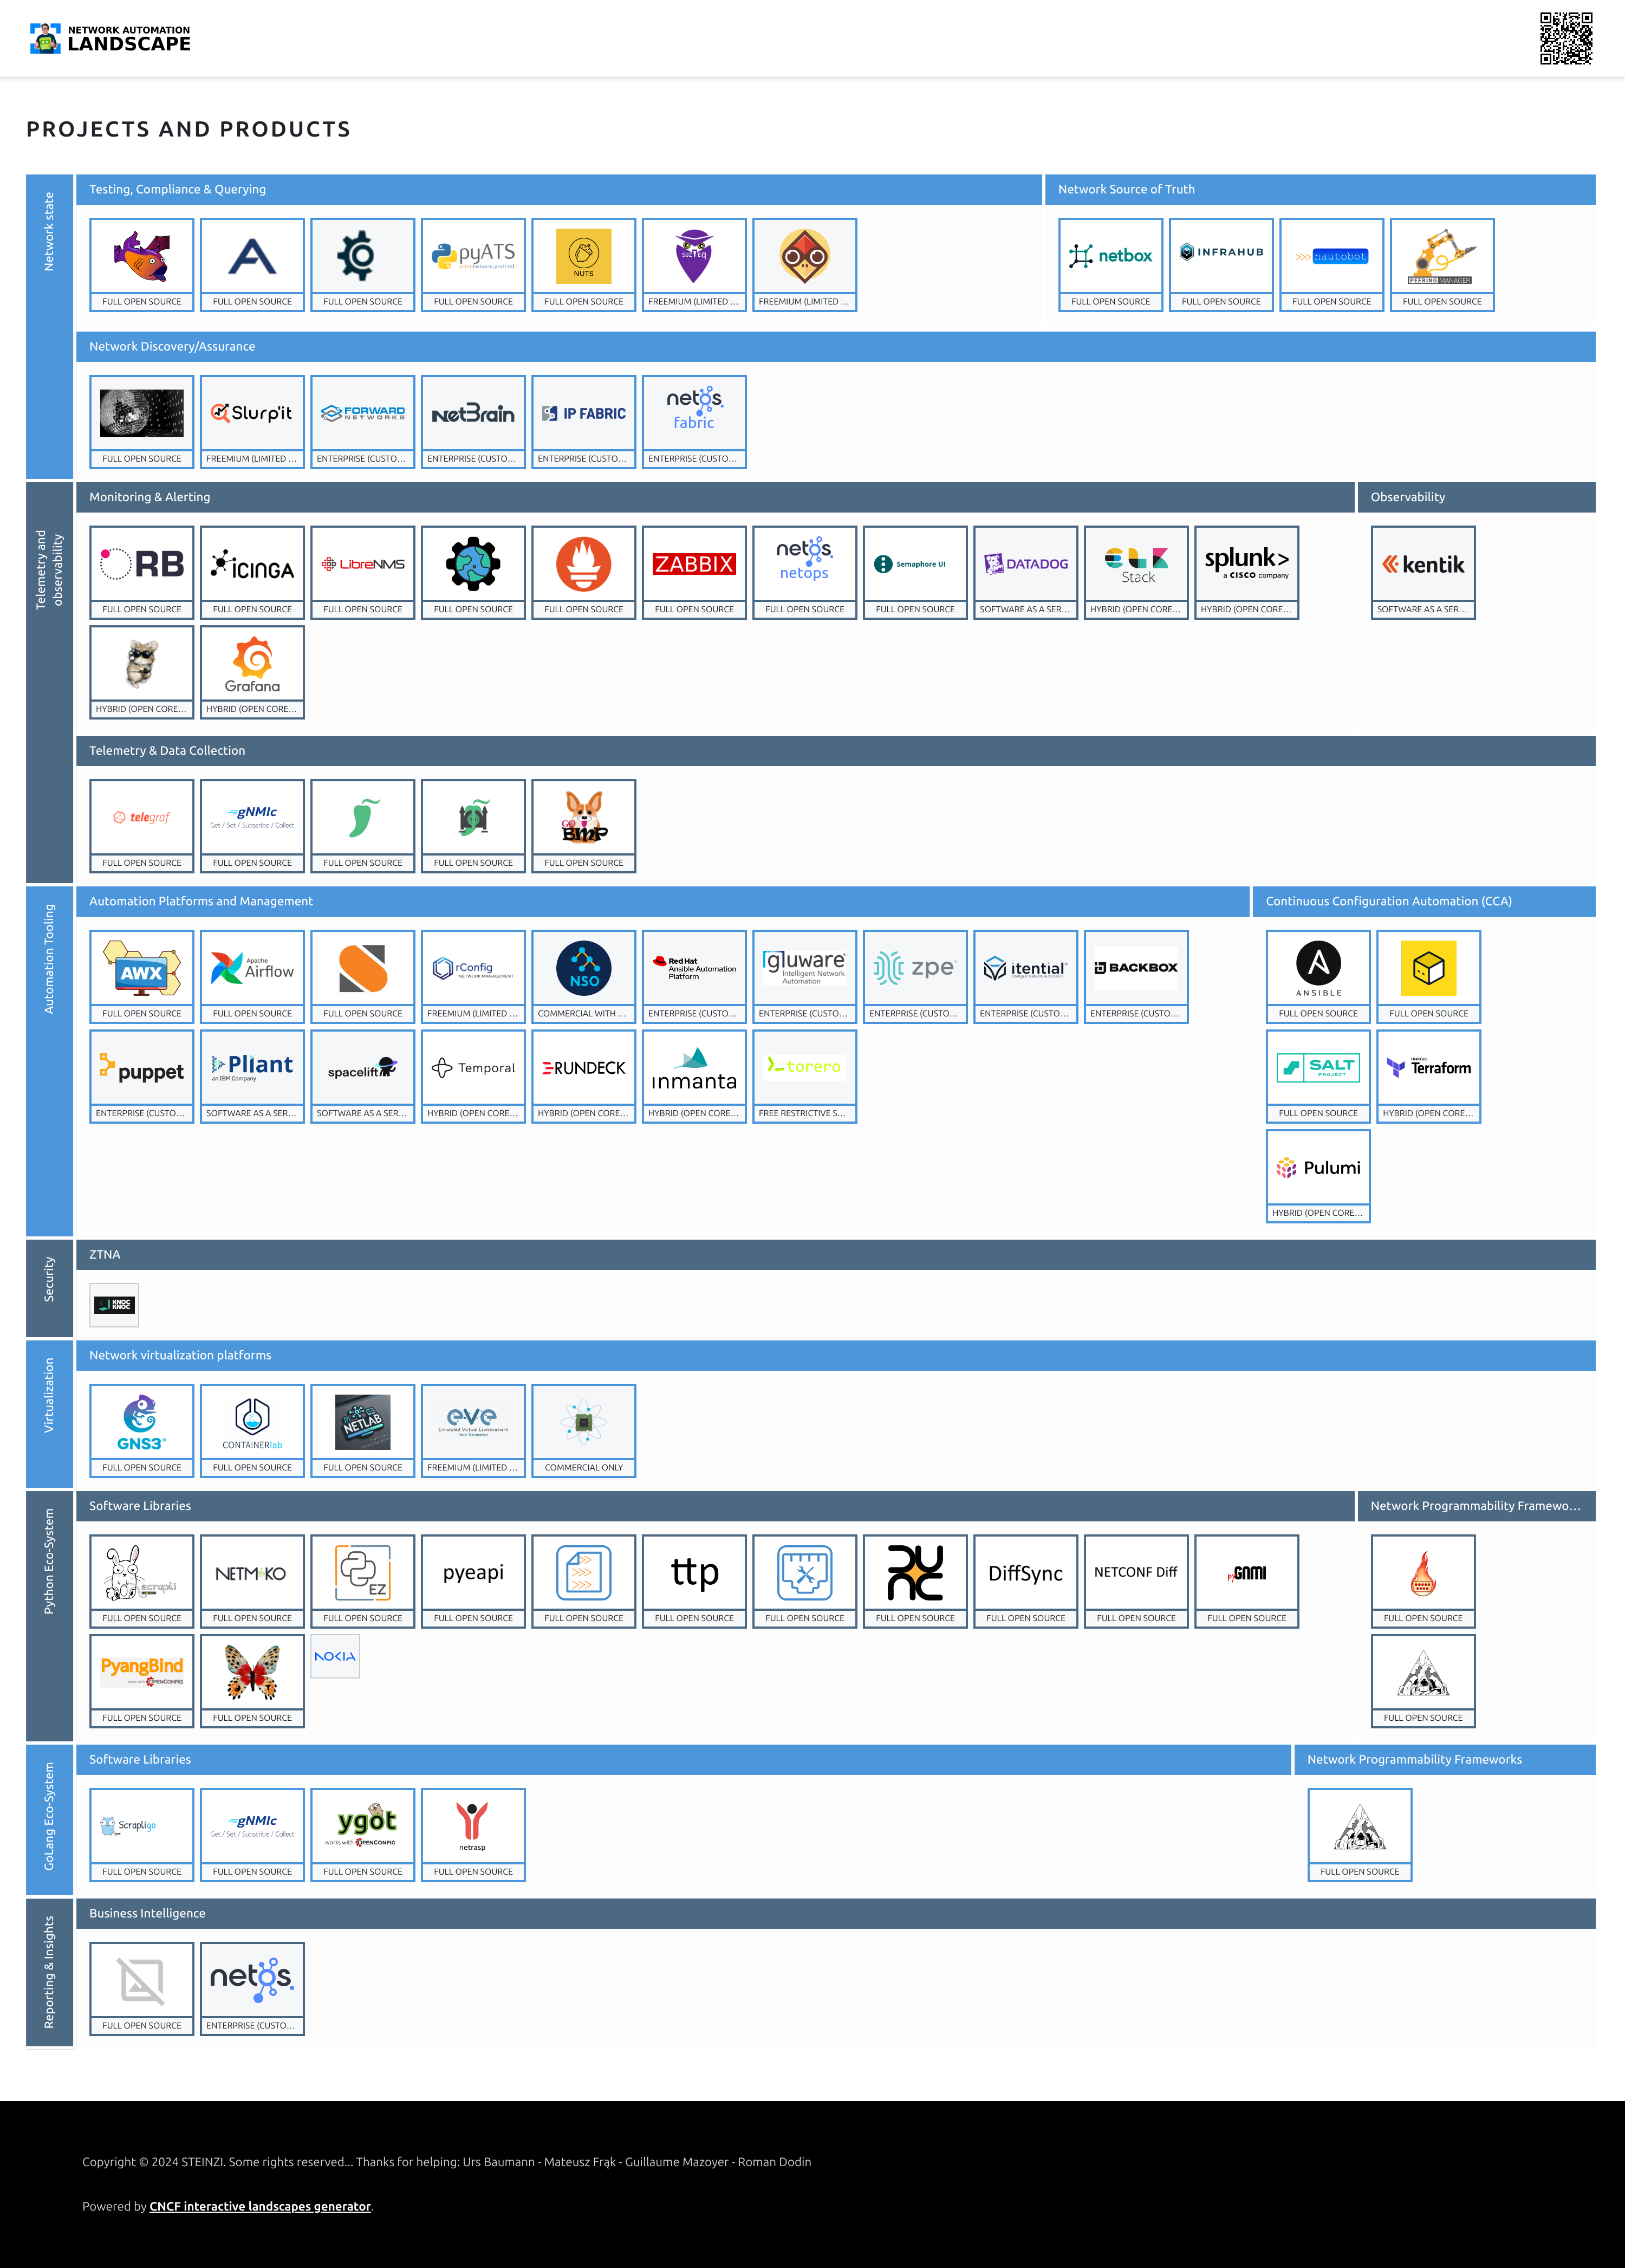 NETWORK AUTOMATION
LANDSCAPE
PROJECTS AND PRODUCTS
Network state
Testing, Compliance & Querying
Network Source of Truth
pyATS
NUTS
SUZIEQ
netbox
INFRAHUB
>>>nautobot
PEERING MANAGER
FULL OPEN SOURCE
FULL OPEN SOURCE
FULL OPEN SOURCE
FULL OPEN SOURCE
FULL OPEN SOURCE
FREEMIUM (LIMITED ...
FREEMIUM (LIMITED ...
FULL OPEN SOURCE
FULL OPEN SOURCE
FULL OPEN SOURCE
FULL OPEN SOURCE
Network Discovery/Assurance
Slurp'it
FORWARD
NETWORKS
NetBrain
IP FABRIC
netos
fabric
FULL OPEN SOURCE
FREEMIUM (LIMITED ...
ENTERPRISE (CUSTO...
ENTERPRISE (CUSTO...
ENTERPRISE (CUSTO...
ENTERPRISE (CUSTO...
Telemetry and
observability
Monitoring & Alerting
Observability
ORB
ICINGA
LibreNMS
ZABBIX
netos
netops
Semaphore UI
DATADOG
Stack
splunk>
a CISCO company
kentik
FULL OPEN SOURCE
FULL OPEN SOURCE
FULL OPEN SOURCE
FULL OPEN SOURCE
FULL OPEN SOURCE
FULL OPEN SOURCE
FULL OPEN SOURCE
FULL OPEN SOURCE
SOFTWARE AS A SER...
HYBRID (OPEN CORE...
HYBRID (OPEN CORE...
SOFTWARE AS A SER...
Grafana
HYBRID (OPEN CORE...
HYBRID (OPEN CORE...
Telemetry & Data Collection
telegraf
gNMIc
Get / Set / Subscribe / Collect
GO
BMP
FULL OPEN SOURCE
FULL OPEN SOURCE
FULL OPEN SOURCE
FULL OPEN SOURCE
FULL OPEN SOURCE
Automation Tooling
Automation Platforms and Management
Continuous Configuration Automation (CCA)
AWX
Apache
Airflow
rConfig
NETWORK MANAGEMENT
NSO
Red Hat
Ansible Automation
Platform
gluware
Intelligent Network
Automation
zpe
itential
BACKBOX
ANSIBLE
FULL OPEN SOURCE
FULL OPEN SOURCE
FULL OPEN SOURCE
FREEMIUM (LIMITED ...
COMMERCIAL WITH ...
ENTERPRISE (CUSTO...
ENTERPRISE (CUSTO...
ENTERPRISE (CUSTO...
ENTERPRISE (CUSTO...
ENTERPRISE (CUSTO...
FULL OPEN SOURCE
FULL OPEN SOURCE
puppet
Pliant
an IBM Company
spacelift
Temporal
RUNDECK
inmanta
torero
SALT
PROJECT
HashiCorp
Terraform
ENTERPRISE (CUSTO...
SOFTWARE AS A SER...
SOFTWARE AS A SER...
HYBRID (OPEN CORE...
HYBRID (OPEN CORE...
HYBRID (OPEN CORE...
FREE RESTRICTIVE S...
FULL OPEN SOURCE
HYBRID (OPEN CORE...
Pulumi
HYBRID (OPEN CORE...
Security
ZTNA
KNOC
KNOC
Virtualization
Network virtualization platforms
GNS3
CONTAINERlab
NETLAB
eve
Emulated Virtual Environment
Next Generation
FULL OPEN SOURCE
FULL OPEN SOURCE
FULL OPEN SOURCE
FREEMIUM (LIMITED ...
COMMERCIAL ONLY
Python Eco-System
Software Libraries
Network Programmability Framewo...
scrapli
NETMIKO
EZ
pyeapi
ttp
DiffSync
NETCONF Diff
pyGNMI
FULL OPEN SOURCE
FULL OPEN SOURCE
FULL OPEN SOURCE
FULL OPEN SOURCE
FULL OPEN SOURCE
FULL OPEN SOURCE
FULL OPEN SOURCE
FULL OPEN SOURCE
FULL OPEN SOURCE
FULL OPEN SOURCE
FULL OPEN SOURCE
FULL OPEN SOURCE
PyangBind
works with OPENCONFIG
NOKIA
FULL OPEN SOURCE
FULL OPEN SOURCE
FULL OPEN SOURCE
GoLang Eco-System
Software Libraries
Network Programmability Frameworks
Scrapligo
gNMIc
Get / Set / Subscribe / Collect
ygot
works with OPENCONFIG
netrasp
FULL OPEN SOURCE
FULL OPEN SOURCE
FULL OPEN SOURCE
FULL OPEN SOURCE
FULL OPEN SOURCE
Reporting & Insights
Business Intelligence
netos
FULL OPEN SOURCE
ENTERPRISE (CUSTO...
Copyright © 2024 STEINZI. Some rights reserved... Thanks for helping: Urs Baumann - Mateusz Frąk - Guillaume Mazoyer - Roman Dodin
Powered by CNCF interactive landscapes generator.